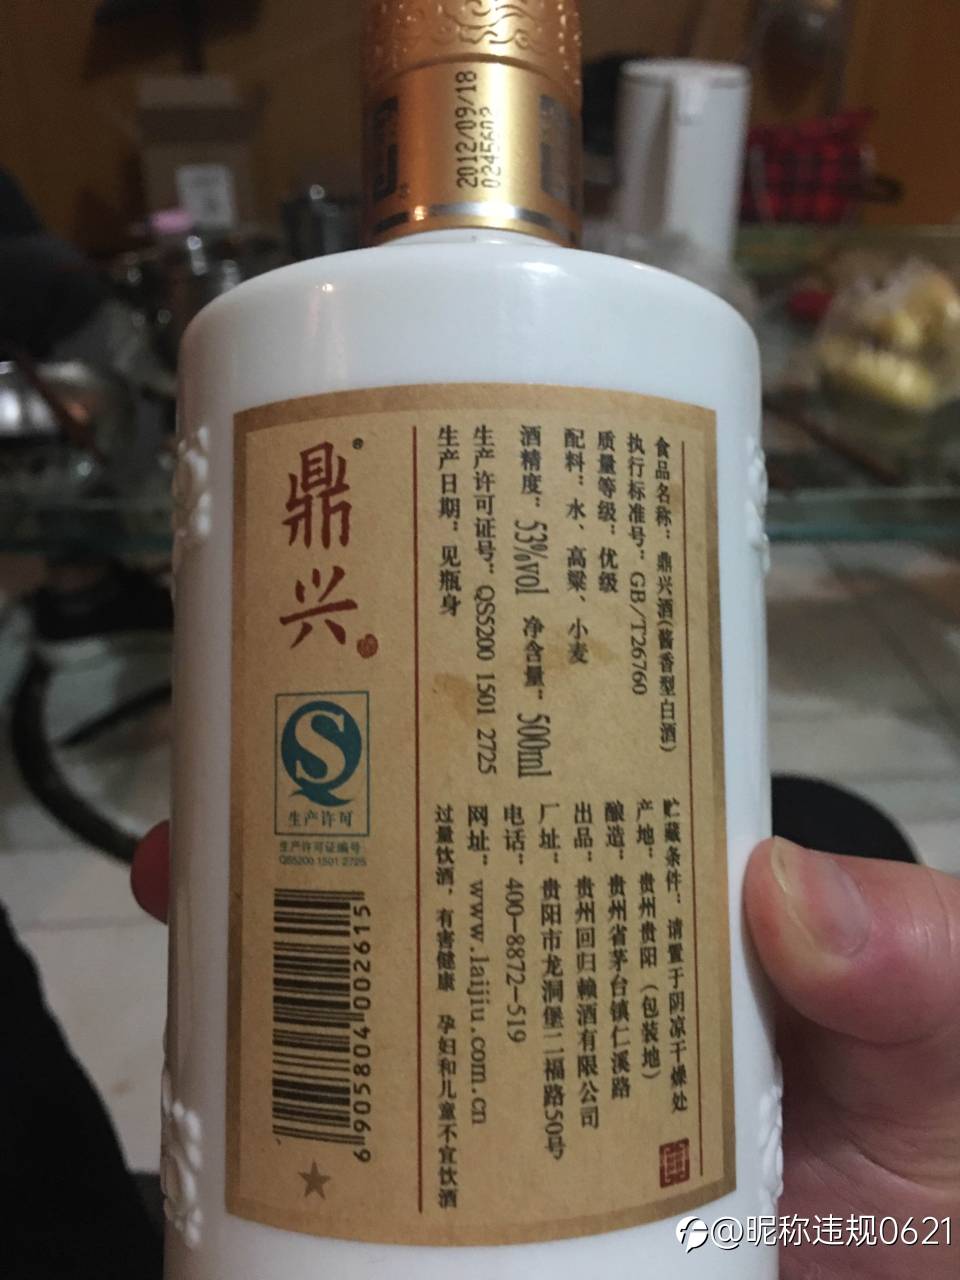 2012/09/18
02456602
鼎兴®
食品名称：鼎兴酒(酱香型白酒)
执行标准号：GB/T26760
质量等级：优级
配料：水、高粱、小麦
酒精度：53%vol 净含量：500ml
生产许可证号：QS5200 1501 2725
生产日期：见瓶身
贮藏条件：请置于阴凉干燥处
产地：贵州贵阳（包装地）
酿造：贵州省茅台镇仁溪路
出品：贵州回归赖酒有限公司
厂址：贵阳市龙洞堡二福路50号
电话：400-8872-519
网址：www.laijiu.com.cn
过量饮酒，有害健康 孕妇和儿童不宜饮酒
生产许可
生产许可证编号
QS5200 1501 2725
6905804002615
@昵称违规0621